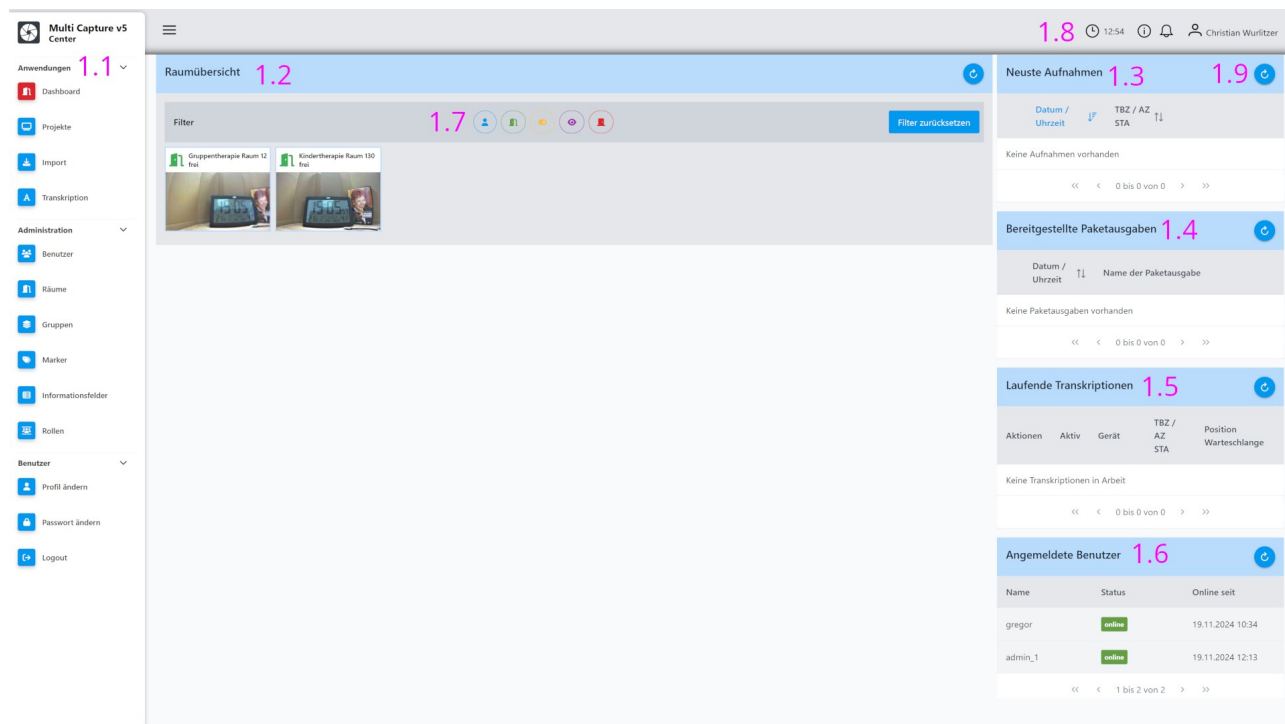 Multi Capture v5
Center
1.8
12:54
Christian Wurlitzer
Anwendungen
1.1
Dashboard
Projekte
Import
Transkription
Administration
Benutzer
Räume
Gruppen
Marker
Informationsfelder
Rollen
Benutzer
Profil ändern
Passwort ändern
Logout
Raumübersicht 1.2
Filter
1.7
Filter zurücksetzen
Gruppentherapie Raum 12
frei
Kindertherapie Raum 130
frei
Neuste Aufnahmen 1.3
1.9
Datum /
Uhrzeit
TBZ / AZ
STA
Keine Aufnahmen vorhanden
0 bis 0 von 0
Bereitgestellte Paketausgaben 1.4
Datum /
Uhrzeit
Name der Paketausgabe
Keine Paketausgaben vorhanden
0 bis 0 von 0
Laufende Transkriptionen 1.5
Aktionen
Aktiv
Gerät
TBZ /
AZ
STA
Position
Warteschlange
Keine Transkriptionen in Arbeit
0 bis 0 von 0
Angemeldete Benutzer 1.6
Name Status Online seit
gregor online 19.11.2024 10:34
admin_1 online 19.11.2024 12:13
1 bis 2 von 2